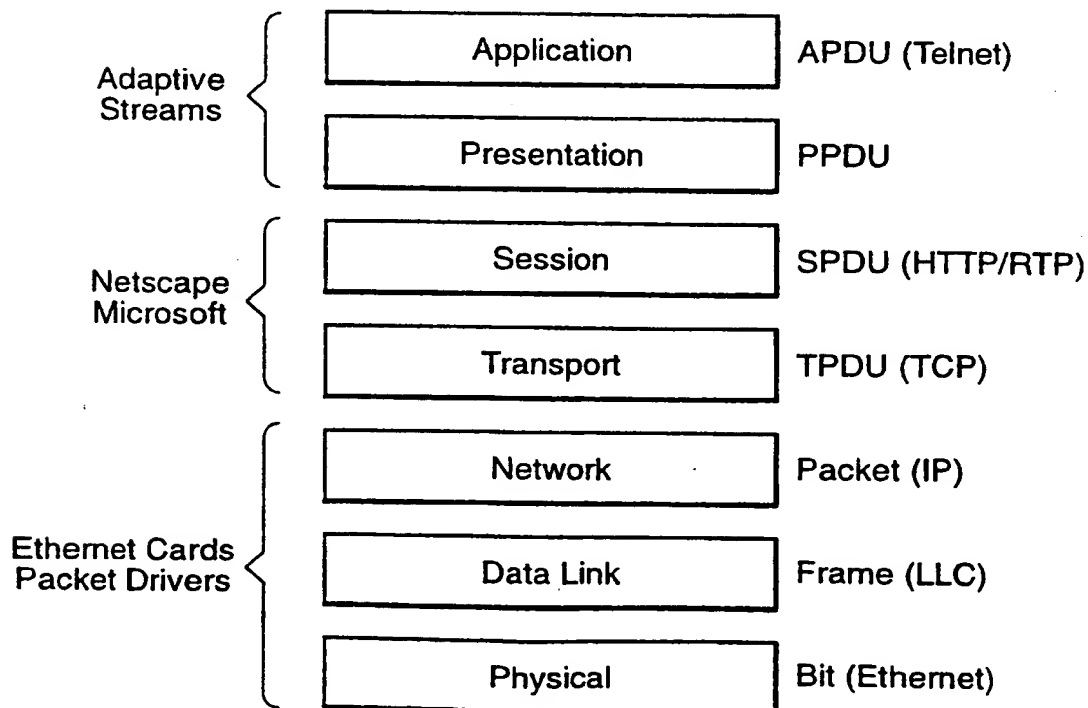 Application
APDU (Telnet)
Adaptive
Streams
Presentation
PPDU
Session
SPDU (HTTP/RTP)
Netscape
Microsoft
Transport
TPDU (TCP)
Network
Packet (IP)
Ethernet Cards
Packet Drivers
Data Link
Frame (LLC)
Physical
Bit (Ethernet)